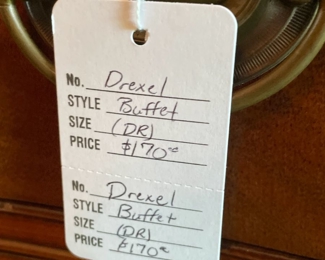 No. Drexel
STYLE Buffet
SIZE (DR)
PRICE $170⁰⁰
No. Drexel
STYLE Buffet
SIZE (DR)
PRICE $170⁰⁰